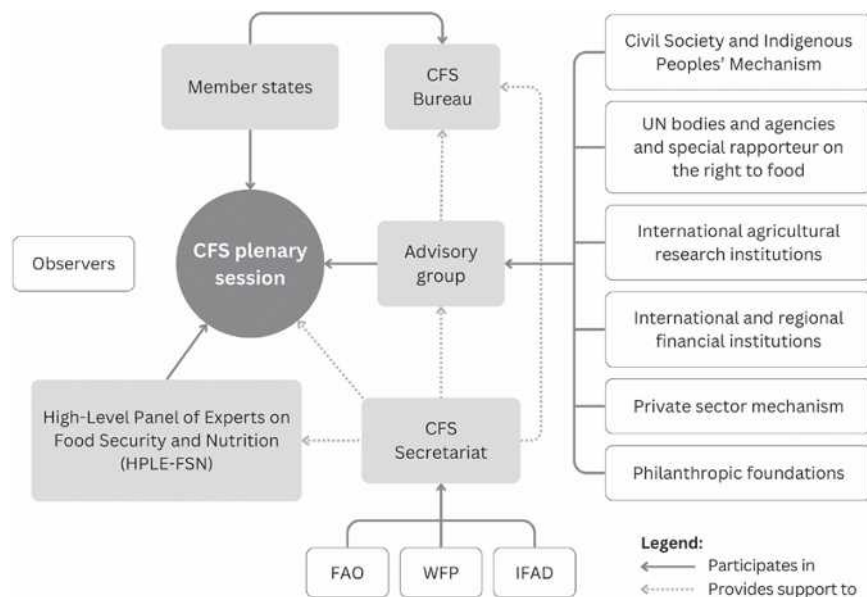 Member states
CFS
Bureau
Civil Society and Indigenous
Peoples’ Mechanism
UN bodies and agencies
and special rapporteur on
the right to food
Observers
CFS plenary
session
Advisory
group
International agricultural
research institutions
International and regional
financial institutions
High-Level Panel of Experts on
Food Security and Nutrition
(HPLE-FSN)
CFS
Secretariat
Private sector mechanism
Philanthropic foundations
FAO
WFP
IFAD
Legend:
Participates in
Provides support to